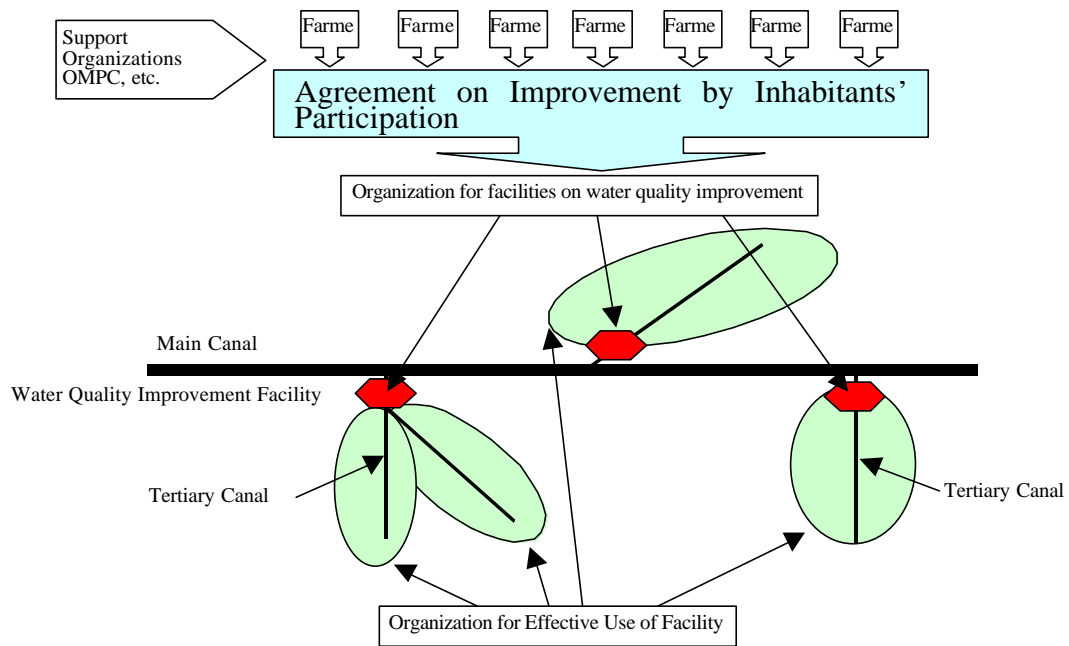 Support
Organizations
OMPC, etc.
Farme
Farme
Farme
Farme
Farme
Farme
Farme
Agreement on Improvement by Inhabitants’
Participation
Organization for facilities on water quality improvement
Main Canal
Water Quality Improvement Facility
Tertiary Canal
Tertiary Canal
Organization for Effective Use of Facility